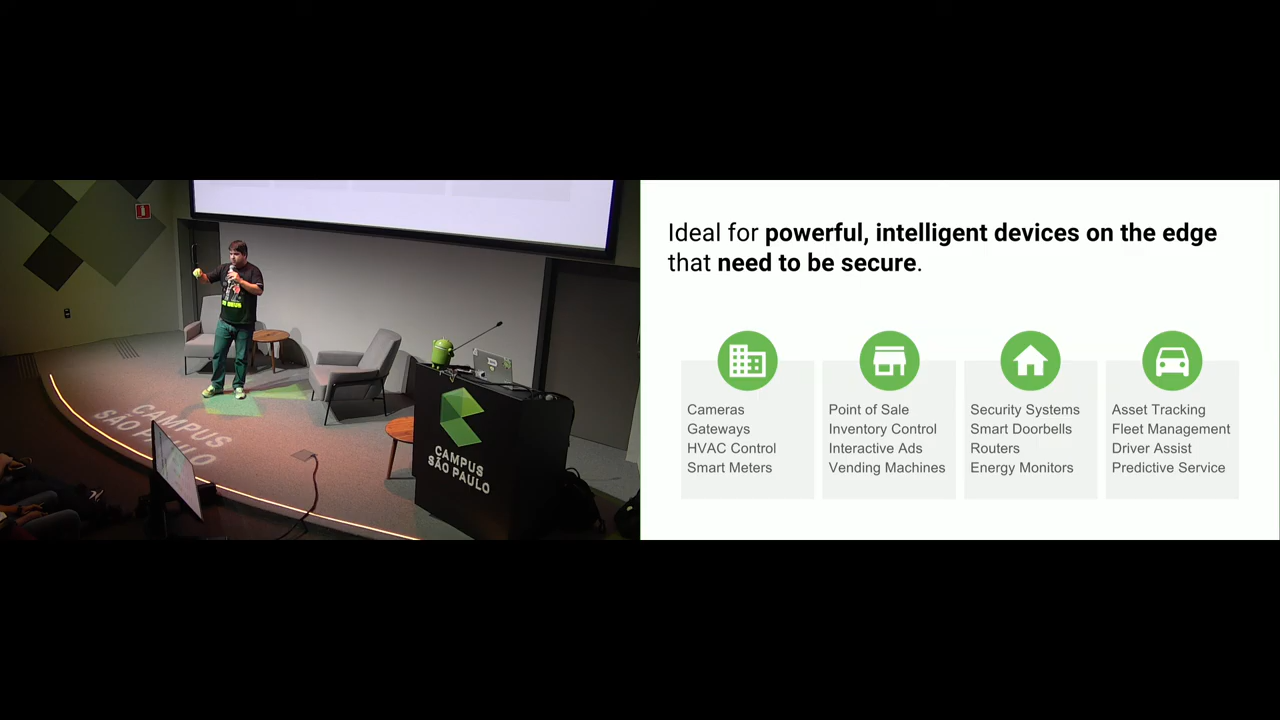 CAMPUS
SÃO PAULO
CAMPUS
SÃO PAULO
Ideal for powerful, intelligent devices on the edge
that need to be secure.
Cameras
Gateways
HVAC Control
Smart Meters
Point of Sale
Inventory Control
Interactive Ads
Vending Machines
Security Systems
Smart Doorbells
Routers
Energy Monitors
Asset Tracking
Fleet Management
Driver Assist
Predictive Service